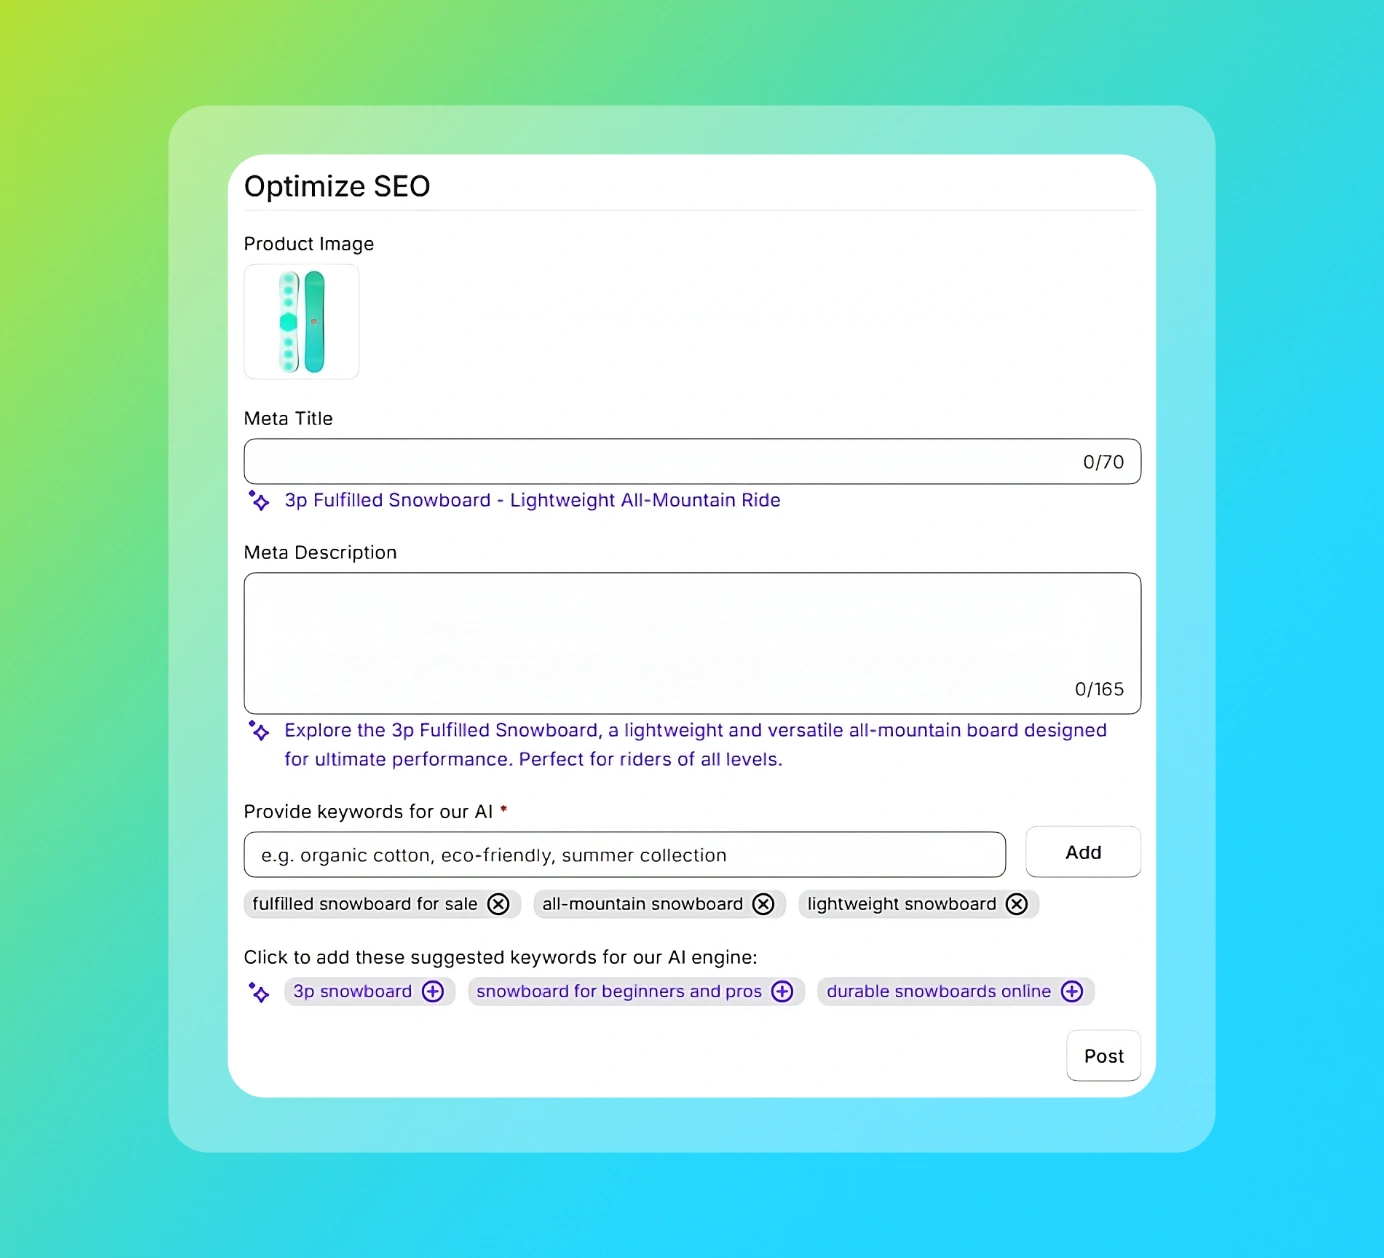 Optimize SEO
Product Image
Meta Title
0/70
3p Fulfilled Snowboard - Lightweight All-Mountain Ride
Meta Description
0/165
Explore the 3p Fulfilled Snowboard, a lightweight and versatile all-mountain board designed
for ultimate performance. Perfect for riders of all levels.
Provide keywords for our AI *
e.g. organic cotton, eco-friendly, summer collection
Add
fulfilled snowboard for sale all-mountain snowboard lightweight snowboard
Click to add these suggested keywords for our AI engine:
3p snowboard snowboard for beginners and pros durable snowboards online
Post